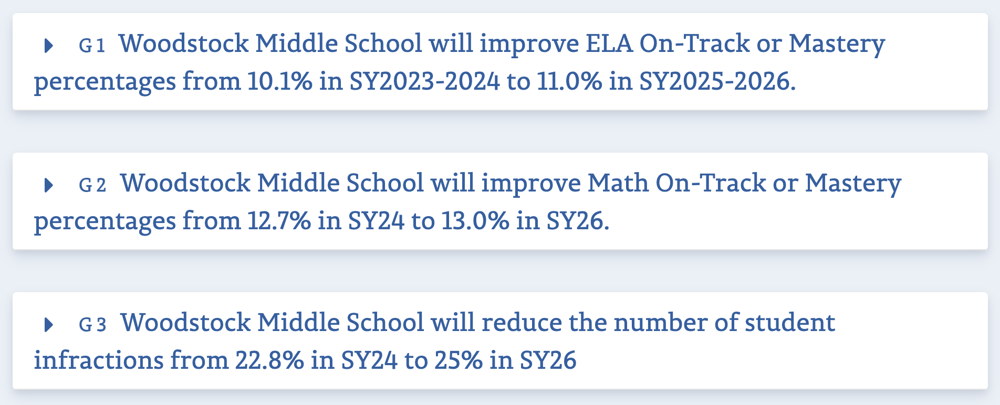 G1 Woodstock Middle School will improve ELA On-Track or Mastery
percentages from 10.1% in SY2023-2024 to 11.0% in SY2025-2026.
G2 Woodstock Middle School will improve Math On-Track or Mastery
percentages from 12.7% in SY24 to 13.0% in SY26.
G3 Woodstock Middle School will reduce the number of student
infractions from 22.8% in SY24 to 25% in SY26